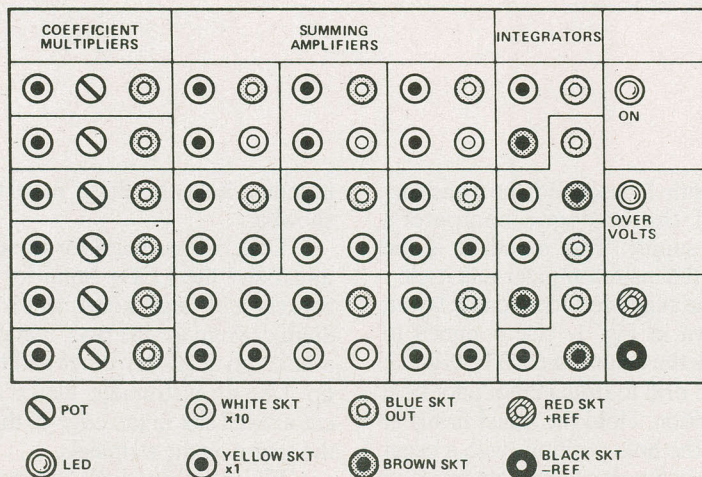 COEFFICIENT
MULTIPLIERS
SUMMING
AMPLIFIERS
INTEGRATORS
ON
OVER
VOLTS
POT
WHITE SKT
x10
BLUE SKT
OUT
RED SKT
+REF
LED
YELLOW SKT
x1
BROWN SKT
BLACK SKT
−REF